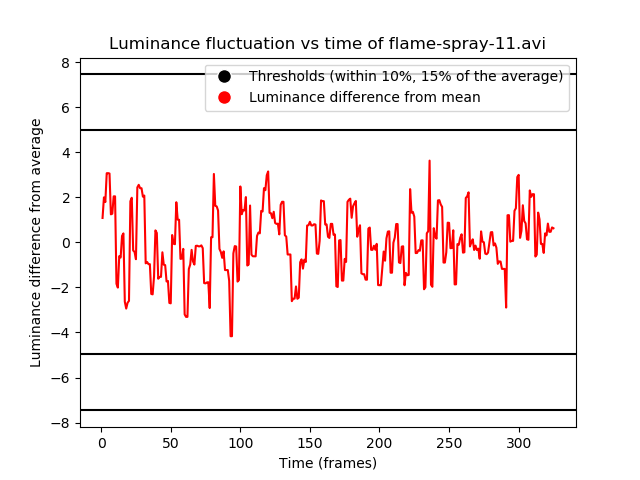 Luminance fluctuation vs time of flame-spray-11.avi
Thresholds (within 10%, 15% of the average)
Luminance difference from mean
Luminance difference from average
8
6
4
2
0
−2
−4
−6
−8
0 50 100 150 200 250 300
Time (frames)